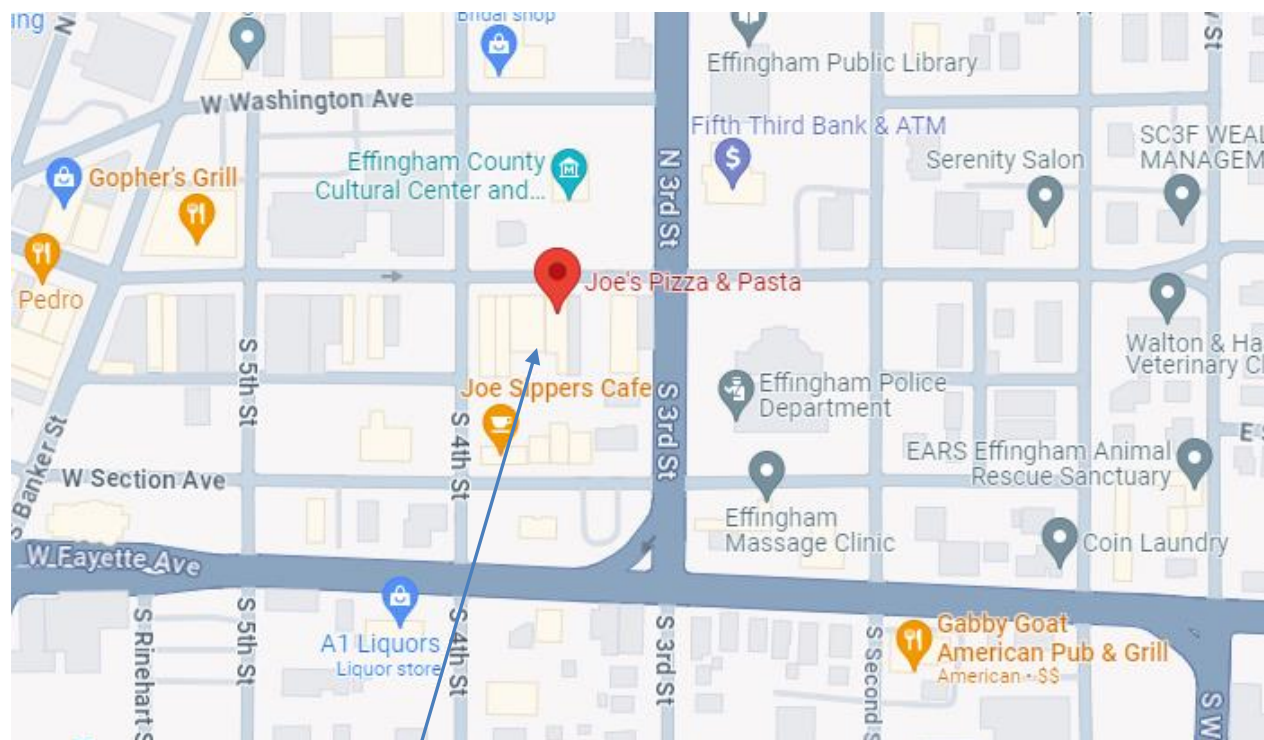 Bridal shop
ing
N
Effingham Public Library
St
W Washington Ave
Fifth Third Bank & ATM
Effingham County
Cultural Center and...
Serenity Salon
SC3F WEAL
MANAGEM
Gopher's Grill
N 3rd St
Pedro
Joe's Pizza & Pasta
Walton & Ha
Veterinary Cl
S 5th St
Joe Sippers Cafe
Effingham Police
Department
S 3rd St
S 4th St
S Banker St
E
EARS Effingham Animal
Rescue Sanctuary
W Section Ave
Effingham
Massage Clinic
Coin Laundry
W Fayette Ave
A1 Liquors
Liquor store
S Rinehart S
S 5th St
S 4th St
S 3rd St
S Second S
Gabby Goat
American Pub & Grill
American · $$
S W